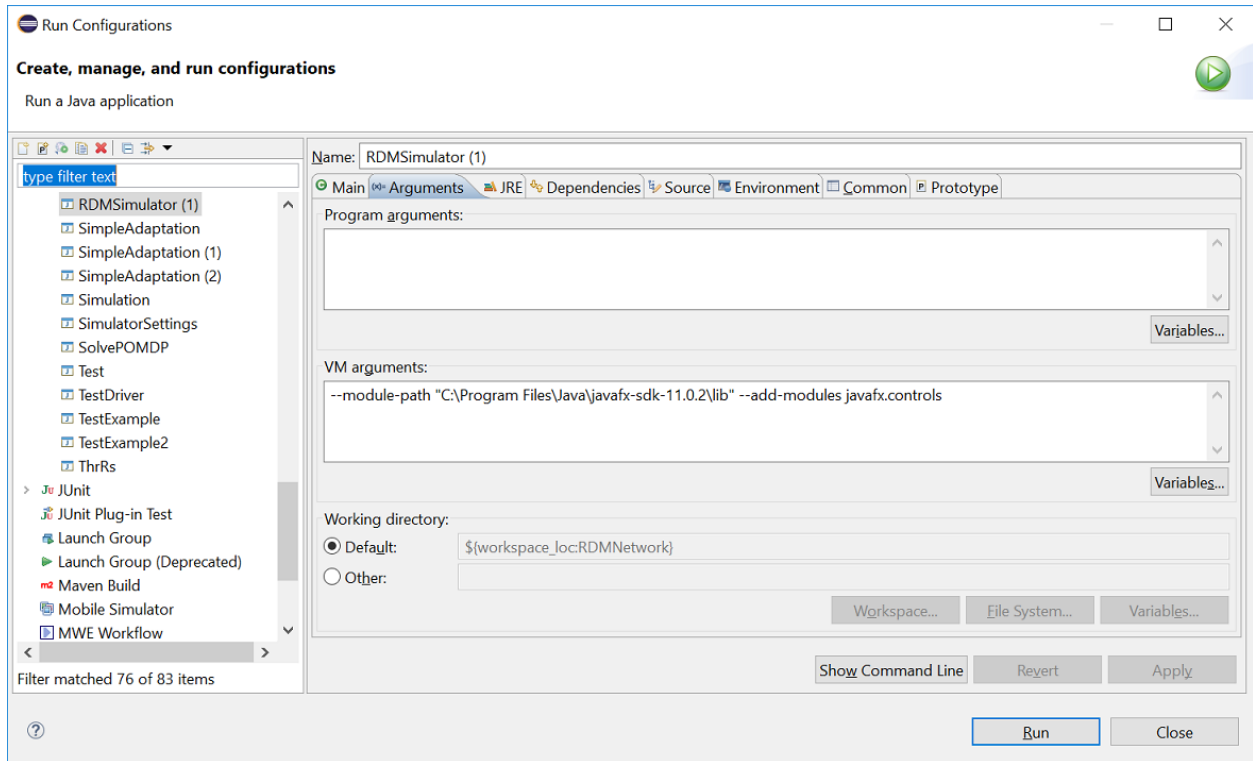 Run Configurations
Create, manage, and run configurations
Run a Java application
type filter text
RDMSimulator (1)
SimpleAdaptation
SimpleAdaptation (1)
SimpleAdaptation (2)
Simulation
SimulatorSettings
SolvePOMDP
Test
TestDriver
TestExample
TestExample2
ThrRs
JUnit
JUnit Plug-in Test
Launch Group
Launch Group (Deprecated)
Maven Build
Mobile Simulator
MWE Workflow
Filter matched 76 of 83 items
Name: RDMSimulator (1)
Main Arguments JRE Dependencies Source Environment Common Prototype
Program arguments:
Variables...
VM arguments:
--module-path "C:\Program Files\Java\javafx-sdk-11.0.2\lib" --add-modules javafx.controls
Variables...
Working directory:
Default: ${workspace_loc:RDMNetwork}
Other:
Workspace... File System... Variables...
Show Command Line Revert Apply
Run Close